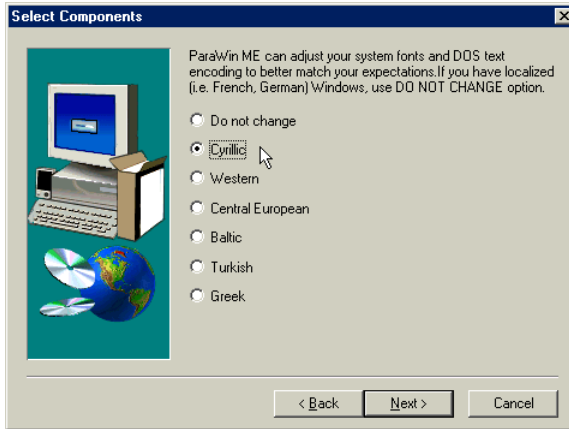 Select Components
ParaWin ME can adjust your system fonts and DOS text
encoding to better match your expectations.If you have localized
(i.e. French, German) Windows, use DO NOT CHANGE option.
Do not change
Cyrillic
Western
Central European
Baltic
Turkish
Greek
< Back Next > Cancel